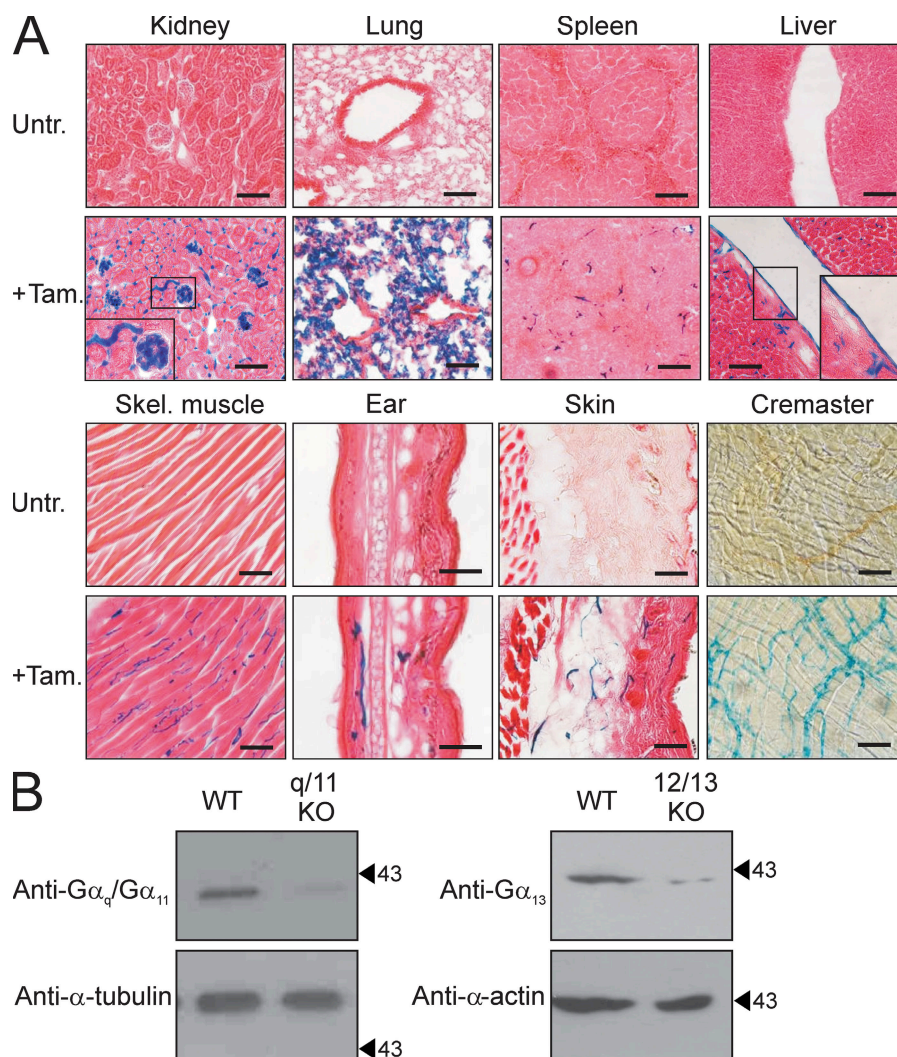 A
Kidney Lung Spleen Liver
Untr.
+Tam.
Skel. muscle Ear Skin Cremaster
Untr.
+Tam.
B
WT q/11 KO WT 12/13 KO
Anti-Gαq/Gα11 ◀43 Anti-Gα13 ◀43
Anti-α-tubulin ◀43 Anti-α-actin ◀43